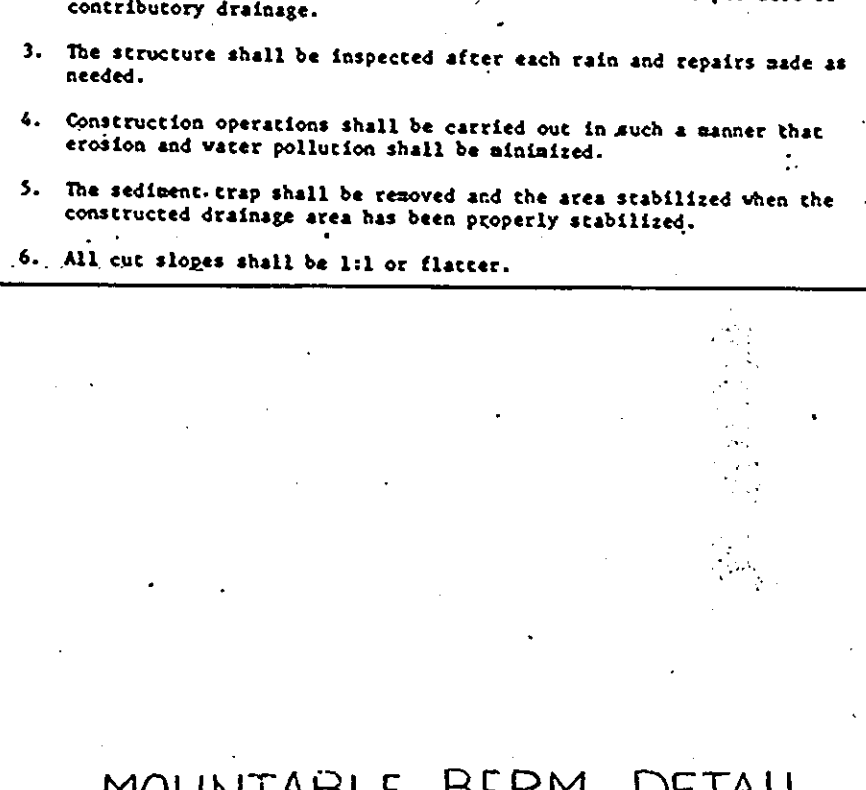 contributory drainage.
3. The structure shall be inspected after each rain and repairs made as
needed.
4. Construction operations shall be carried out in such a manner that
erosion and water pollution shall be minimized.
5. The sediment trap shall be removed and the area stabilized when the
constructed drainage area has been properly stabilized.
6. All cut slopes shall be 1:1 or flatter.
MOUNTABLE BERM DETAIL